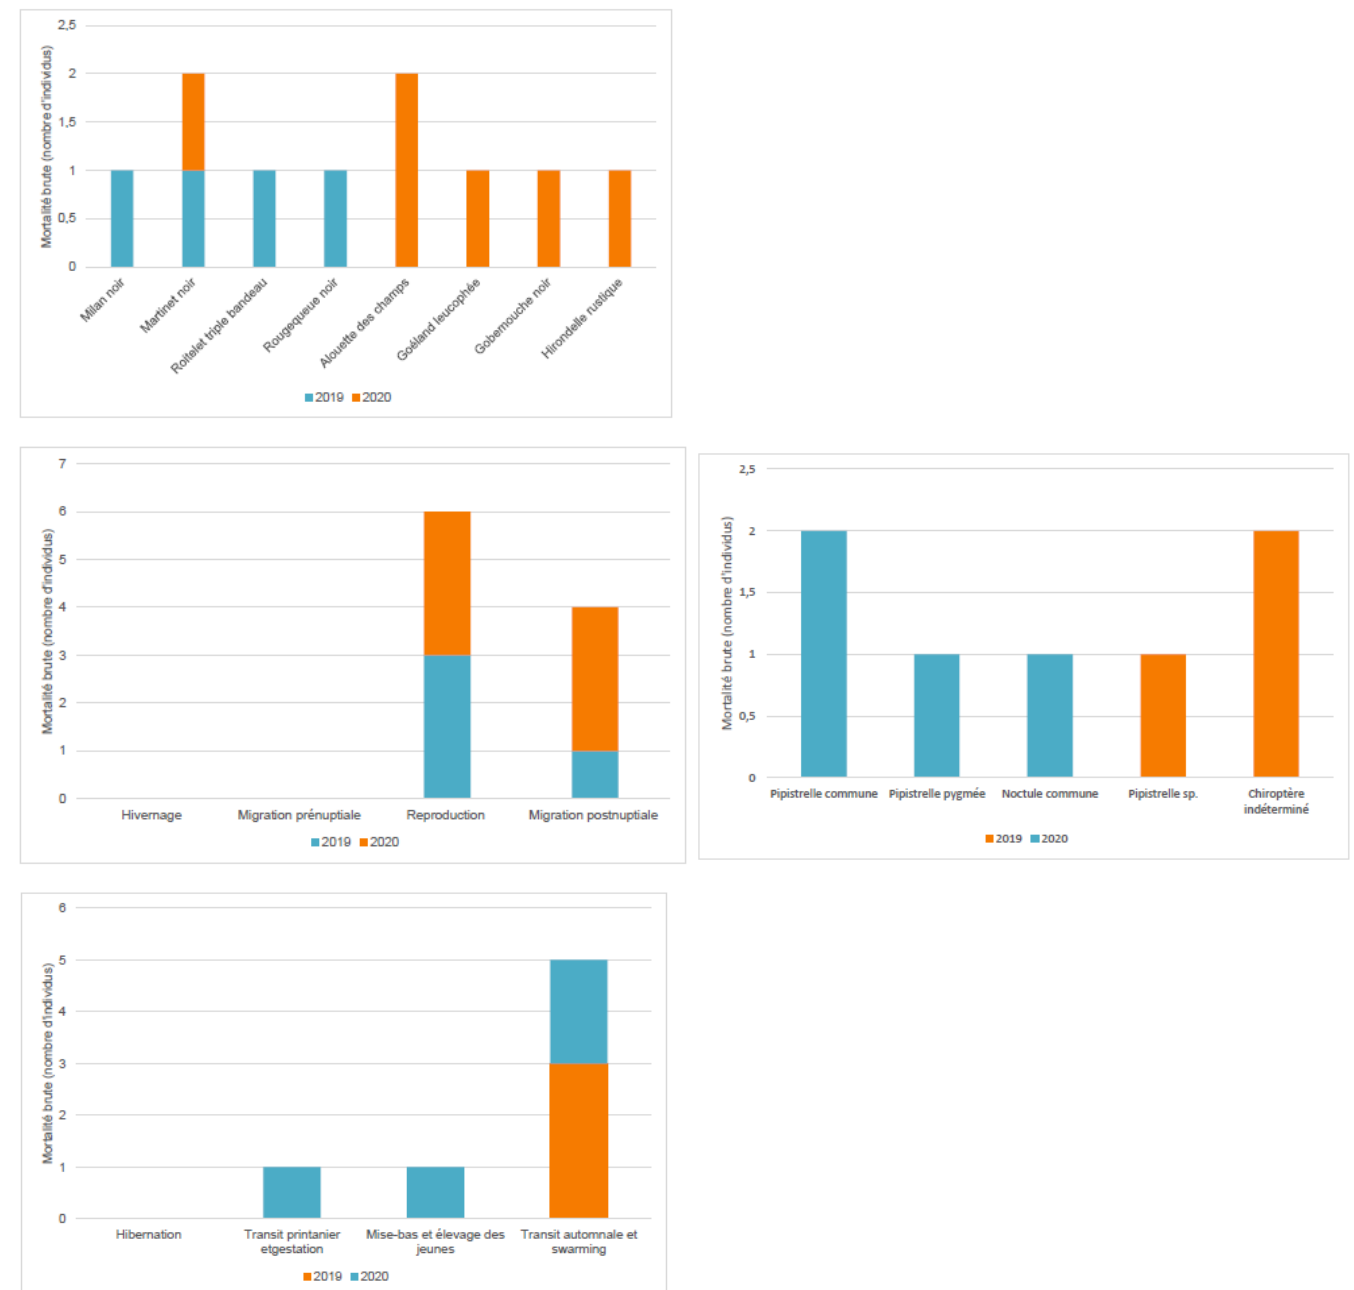 2,5
2
1,5
1
0,5
0
Mortalité brute (nombre d'individus)
Milan noir
Martinet noir
Roitelet triple bandeau
Rougequeue noir
Alouette des champs
Goéland leucophée
Gobemouche noir
Hirondelle rustique
2019 2020
7
6
5
4
3
2
1
0
Mortalité brute (nombre d'individus)
Hivernage Migration prénuptiale Reproduction Migration postnuptiale
2019 2020
2,5
2
1,5
1
0,5
0
Mortalité brute (nombre d'individus)
Pipistrelle commune Pipistrelle pygmée Noctule commune Pipistrelle sp. Chiroptère
indéterminé
2019 2020
6
5
4
3
2
1
0
Mortalité brute (nombre d'individus)
Hibernation Transit printanier Mise-bas et élevage des Transit automnale et
etgestation jeunes swarming
2019 2020